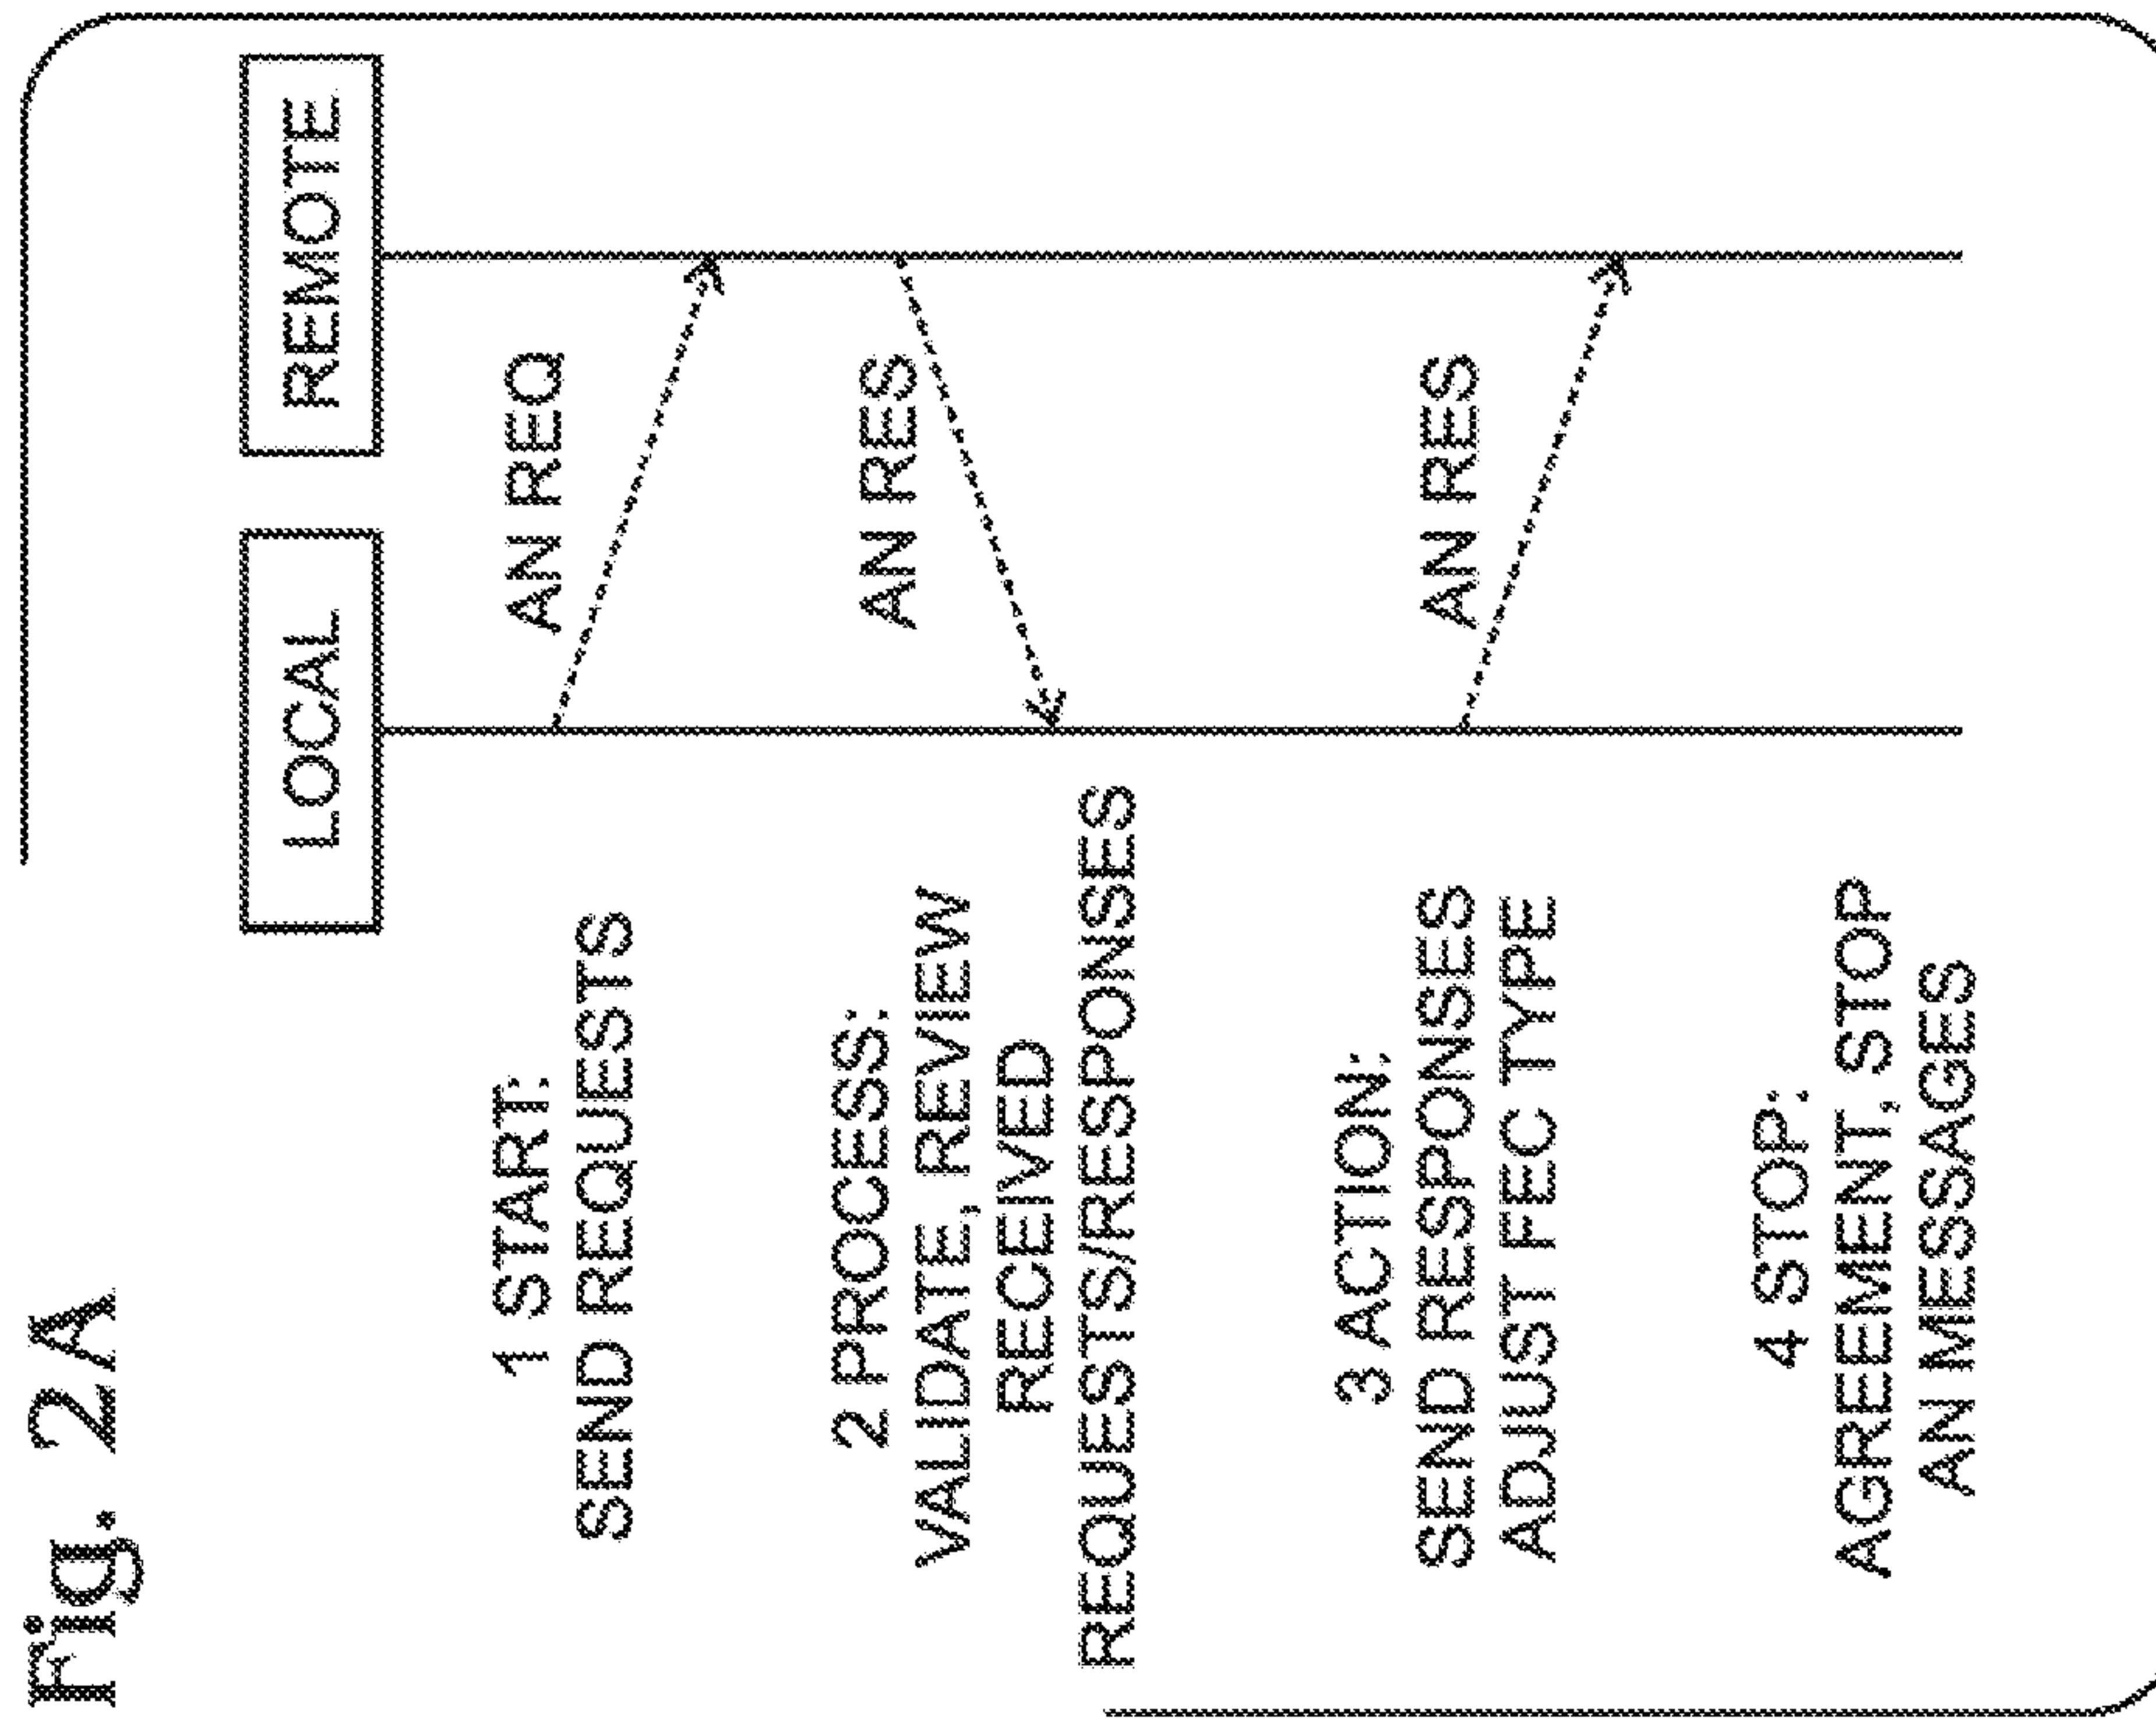 Fig. 2A
LOCAL
REMOTE
1 START:
SEND REQUESTS
AN REQ
2 PROCESS:
VALIDATE, REVIEW
RECEIVED
REQUESTS/RESPONSES
AN RES
3 ACTION:
SEND RESPONSES
ADJUST FEC TYPE
AN RES
4 STOP:
AGREEMENT, STOP
AN MESSAGES